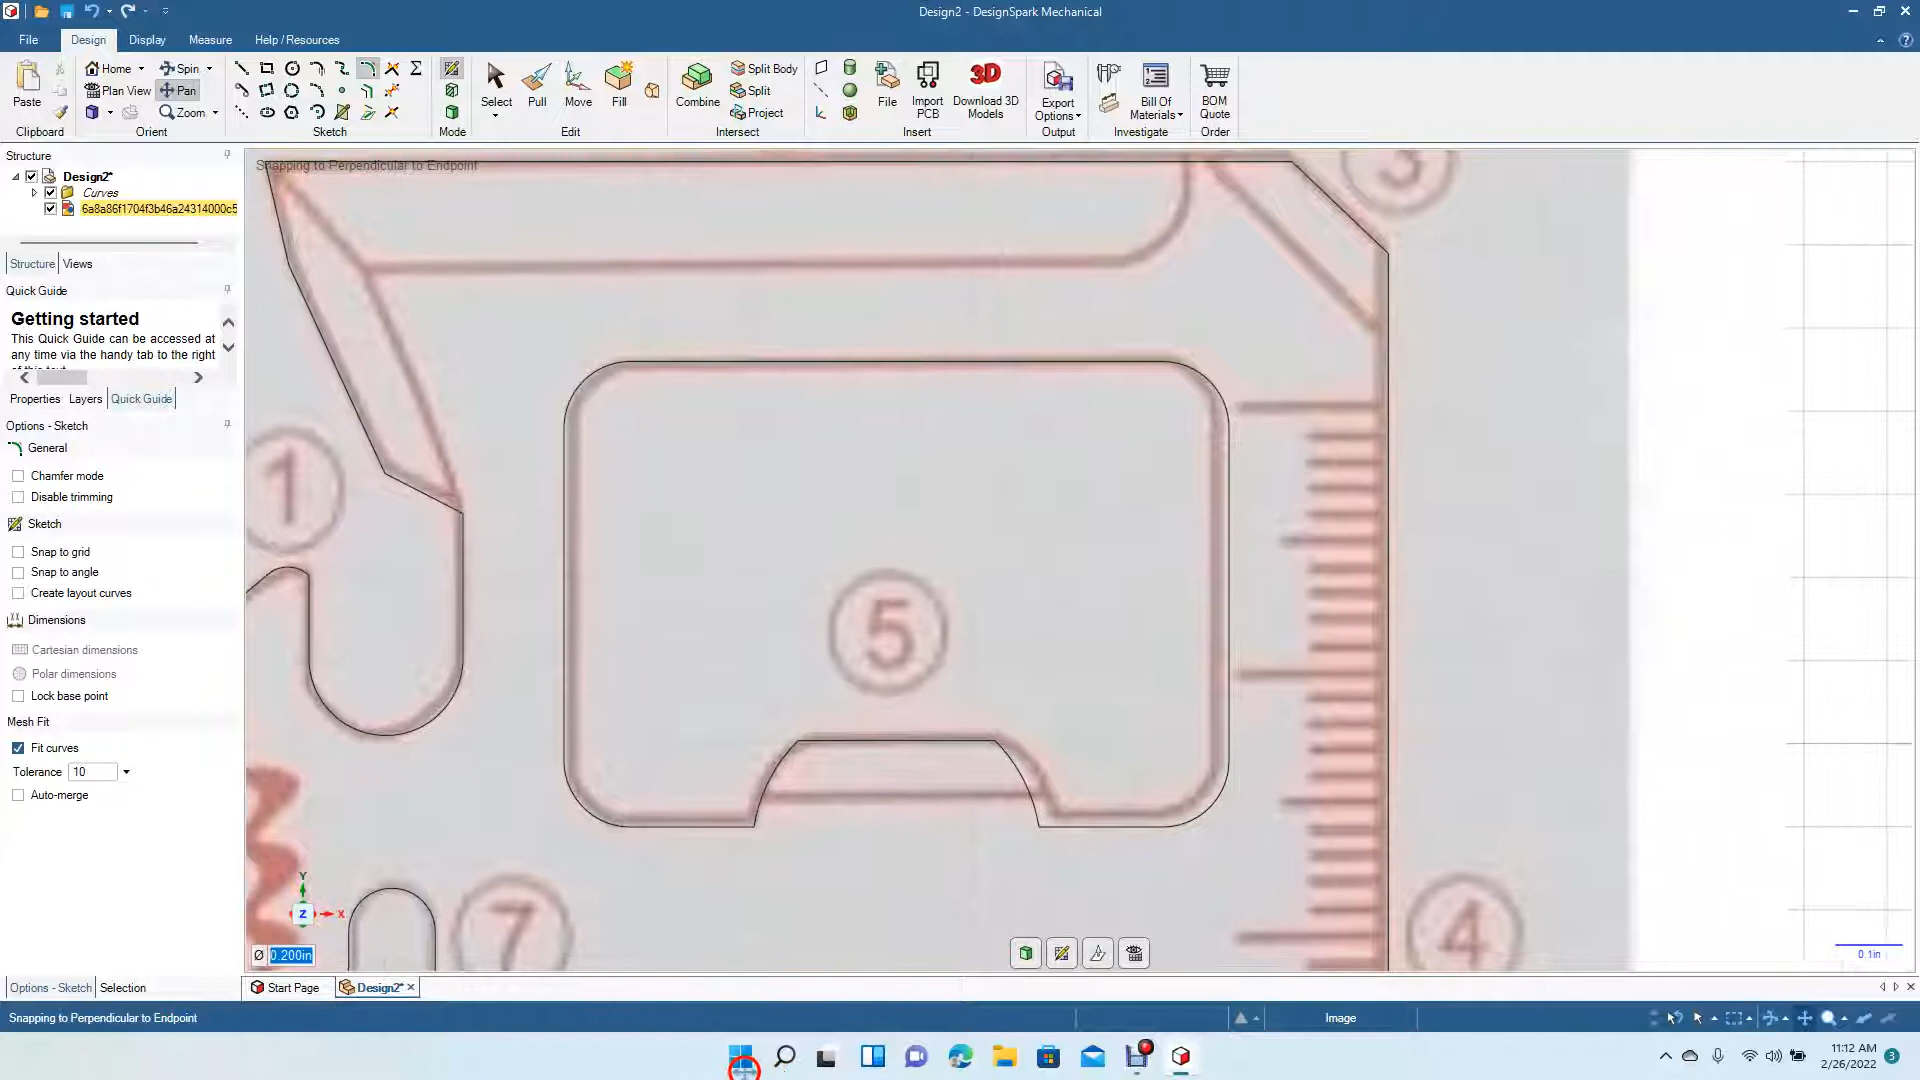 Design2 - DesignSpark Mechanical
File Design Display Measure Help / Resources
Paste
Clipboard
Home Spin
Plan View Pan
Zoom
Orient
Sketch
Mode
Select Pull Move Fill
Edit
Combine
Split Body
Split
Project
Intersect
File Import PCB Download 3D Models
3D
Insert
Export Options
Output
Bill Of Materials
Investigate
BOM Quote
Order
Structure
Design2*
Curves
6a8a86f1704f3b46a24314000c5
Structure Views
Quick Guide
Getting started
This Quick Guide can be accessed at
any time via the handy tab to the right
Properties Layers Quick Guide
Options - Sketch
General
Chamfer mode
Disable trimming
Sketch
Snap to grid
Snap to angle
Create layout curves
Dimensions
Cartesian dimensions
Polar dimensions
Lock base point
Mesh Fit
Fit curves
Tolerance 10
Auto-merge
Options - Sketch Selection
Snapping to Perpendicular to Endpoint
3
1
5
7
4
Y
Z X
Ø 0.200in
0.1in
Start Page Design2*
Snapping to Perpendicular to Endpoint
Image
11:12 AM
2/26/2022
3